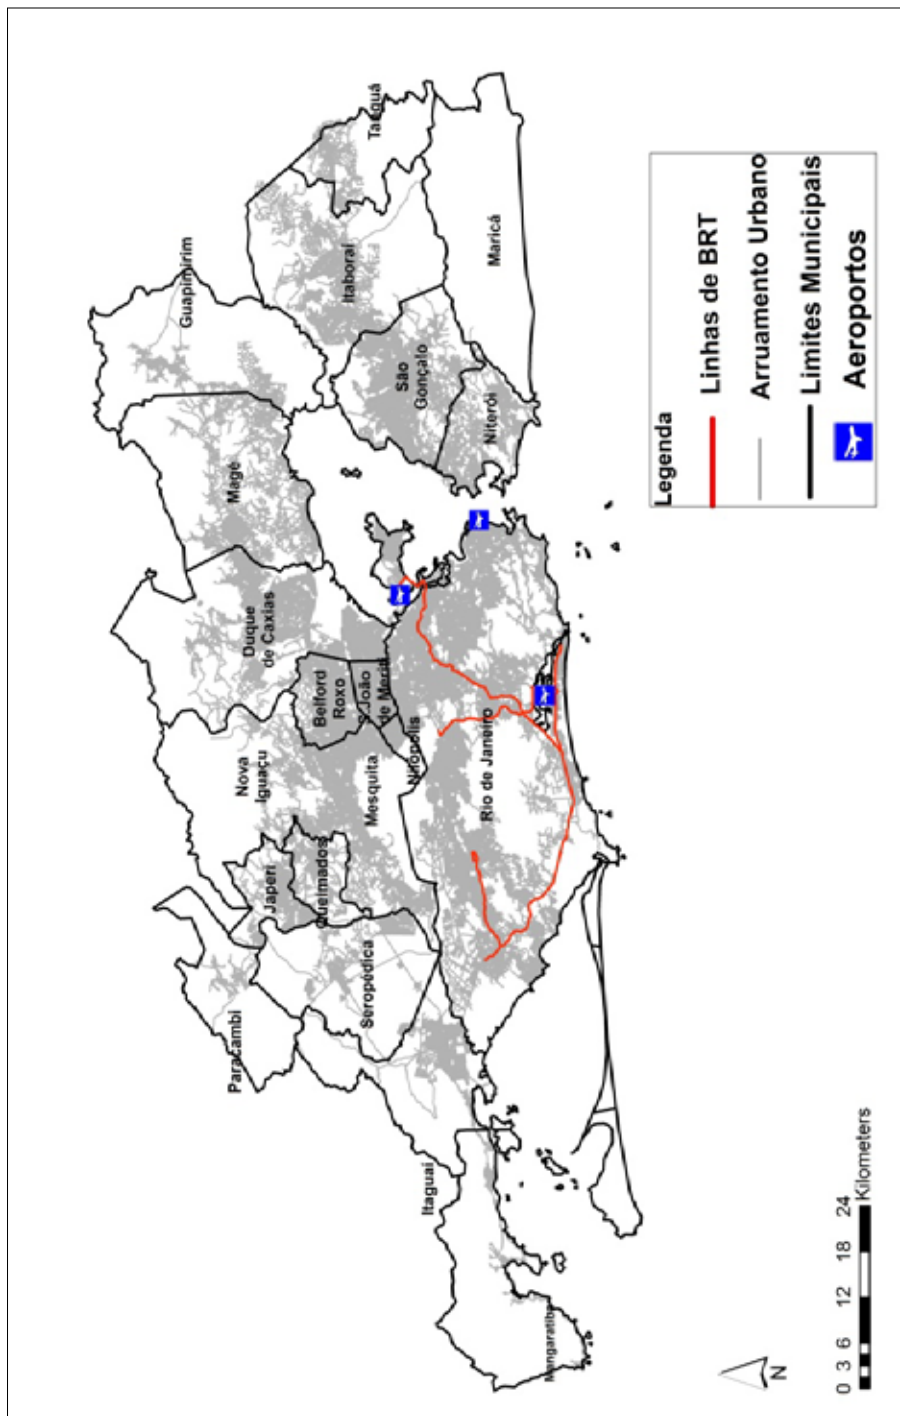 Guapimirim
Paracambi
Magé
Duque
de Caxias
Nova
Iguaçu
Japeri
Queimados
Belford
Roxo
S.João
de Meriti
Itaboraí
Tanguá
Seropédica
Mesquita
Nilópolis
São
Gonçalo
Itaguaí
Rio de Janeiro
Niterói
Maricá
Mangaratiba
N
0 3 6 12 18 24
Kilometers
Legenda
Linhas de BRT
Arruamento Urbano
Limites Municipais
Aeroportos